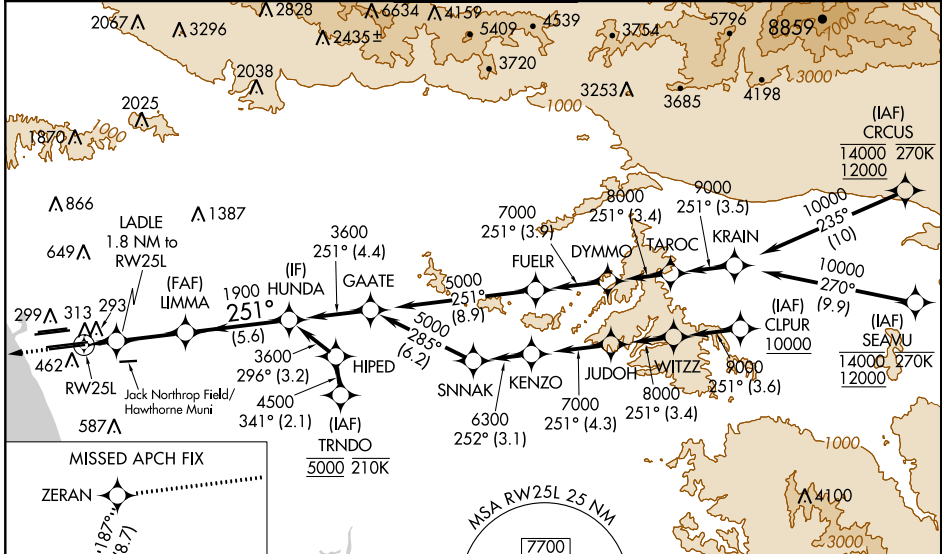 2067
3296
2828
2435±
6634
4159
5409
4539
3720
3754
5796
8859
7000
3000
2038
2025
1870
000
3253
3685
4198
1000
(IAF)
CRCUS
14000 270K
12000
866
1387
649
LADLE
1.8 NM to
RW25L
(FAF)
LIMMA
1900
251°
(5.6)
(IF)
HUNDA
3600
251° (4.4)
GAATE
5000
251°
(8.9)
7000
251° (3.9)
FUELR
8000
251° (3.4)
DYMMO
TAROC
9000
251° (3.5)
KRAIN
10000
235°
(10)
10000
270°
(9.9)
(IAF)
SEAVU
14000 270K
12000
(IAF)
CLPUR
10000
299
313
293
462
RW25L
Jack Northrop Field/
Hawthorne Muni
587
3600
296° (3.2)
HIPED
4500
341° (2.1)
(IAF)
TRNDO
5000 210K
5000
285°
(6.2)
SNNAK
6300
252° (3.1)
KENZO
7000
251° (4.3)
JUDOH
8000
251° (3.4)
WITZZ
9000
251° (3.6)
MISSED APCH FIX
ZERAN
187°
8.7)
MSA RW25L 25 NM
7700
1000
4100
3000